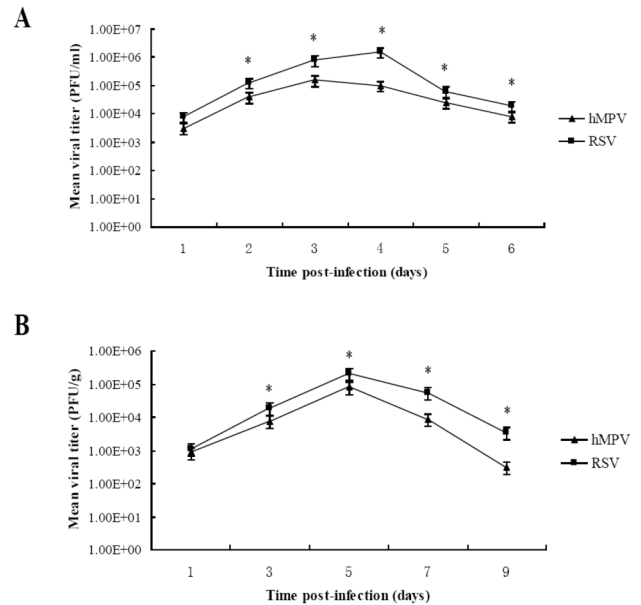 A
1.00E+07
1.00E+06
1.00E+05
1.00E+04
1.00E+03
1.00E+02
1.00E+01
1.00E+00
Mean viral titer (PFU/ml)
* * * * *
1 2 3 4 5 6
Time post-infection (days)
hMPV
RSV
B
1.00E+06
1.00E+05
1.00E+04
1.00E+03
1.00E+02
1.00E+01
1.00E+00
Mean viral titer (PFU/g)
* * * *
1 3 5 7 9
Time post-infection (days)
hMPV
RSV